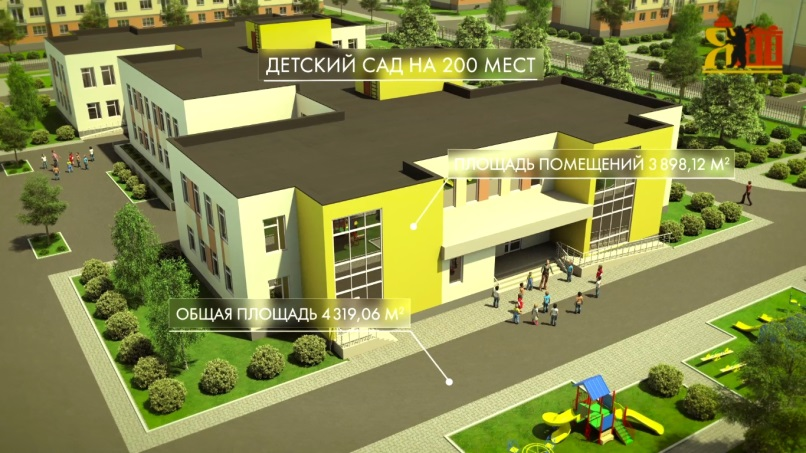 ДЕТСКИЙ САД НА 200 МЕСТ
ПЛОЩАДЬ ПОМЕЩЕНИЙ 3 898,12 М²
ОБЩАЯ ПЛОЩАДЬ 4 319,06 М²